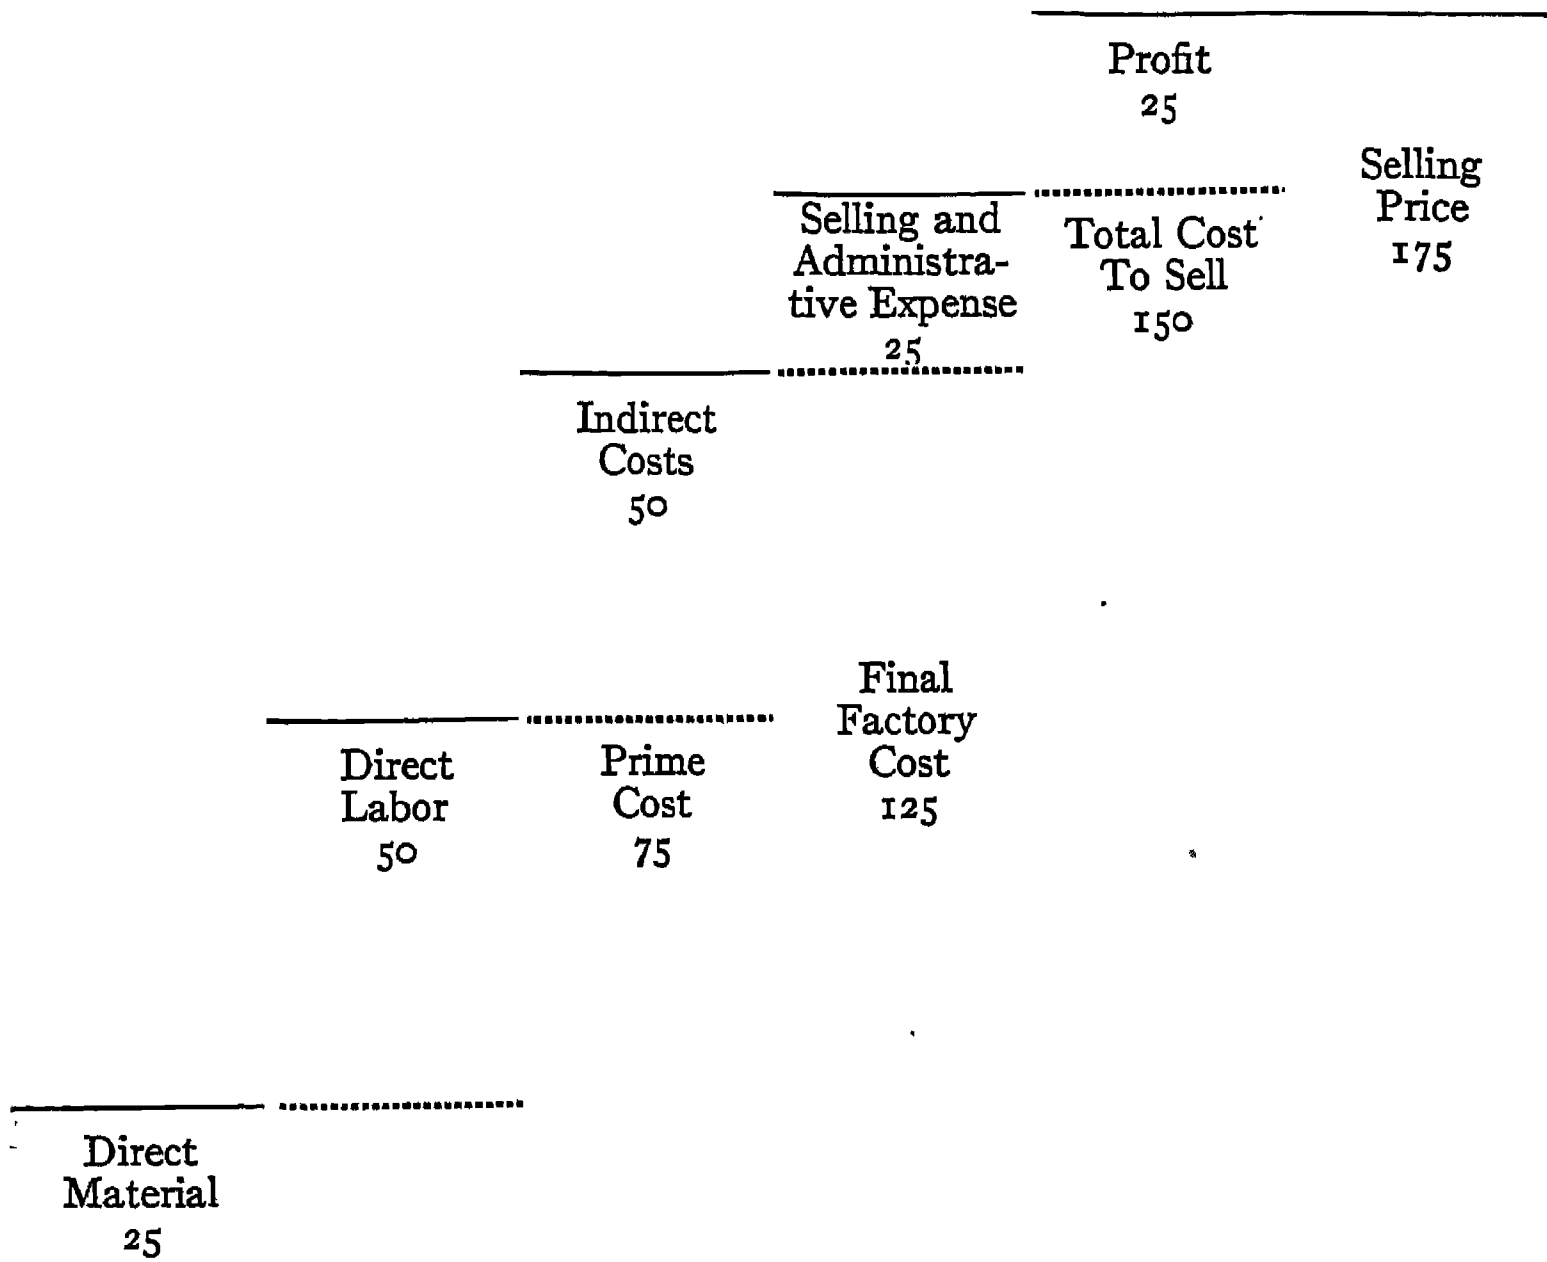 Profit
25
Selling
Price
175
Selling and
Administra-
tive Expense
25
Total Cost
To Sell
150
Indirect
Costs
50
Final
Factory
Cost
125
Direct
Labor
50
Prime
Cost
75
Direct
Material
25